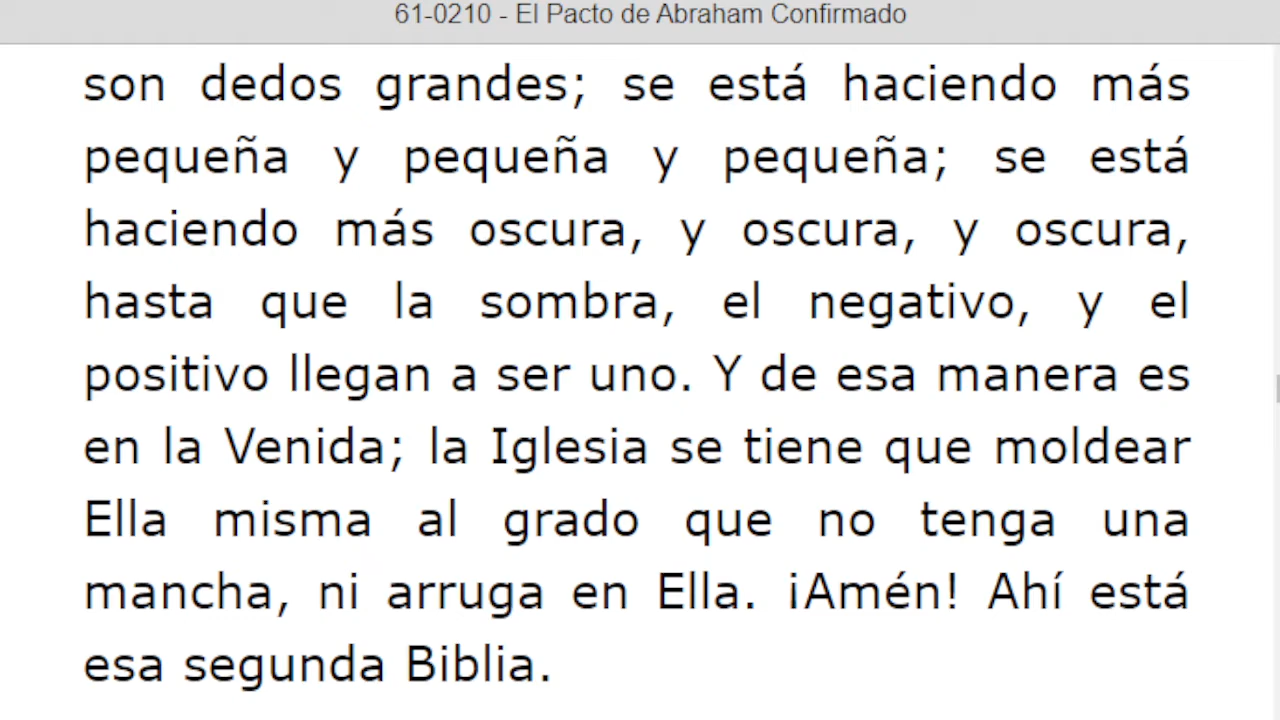 61-0210 - El Pacto de Abraham Confirmado
son dedos grandes; se está haciendo más
pequeña y pequeña y pequeña; se está
haciendo más oscura, y oscura, y oscura,
hasta que la sombra, el negativo, y el
positivo llegan a ser uno. Y de esa manera es
en la Venida; la Iglesia se tiene que moldear
Ella misma al grado que no tenga una
mancha, ni arruga en Ella. ¡Amén! Ahí está
esa segunda Biblia.